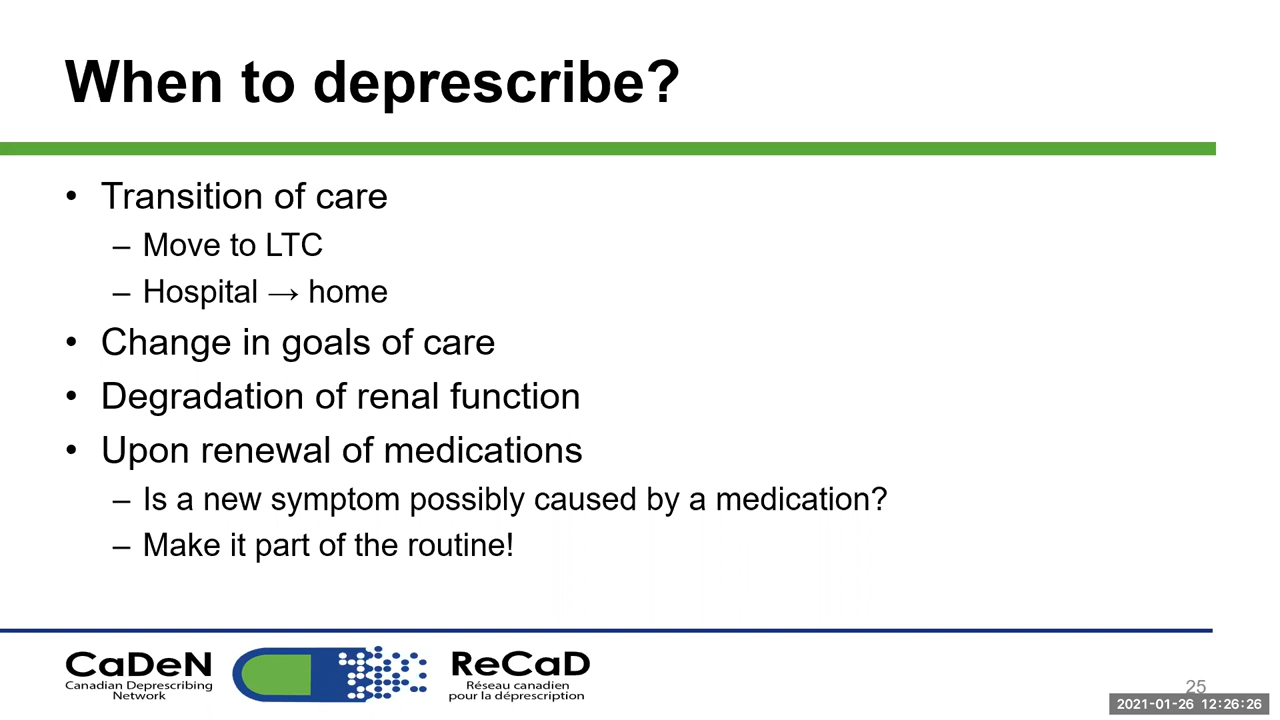 When to deprescribe?
• Transition of care
– Move to LTC
– Hospital → home
• Change in goals of care
• Degradation of renal function
• Upon renewal of medications
– Is a new symptom possibly caused by a medication?
– Make it part of the routine!
CaDeN
Canadian Deprescribing
Network
ReCaD
Réseau canadien
pour la déprescription
25
2021-01-26 12:26:26